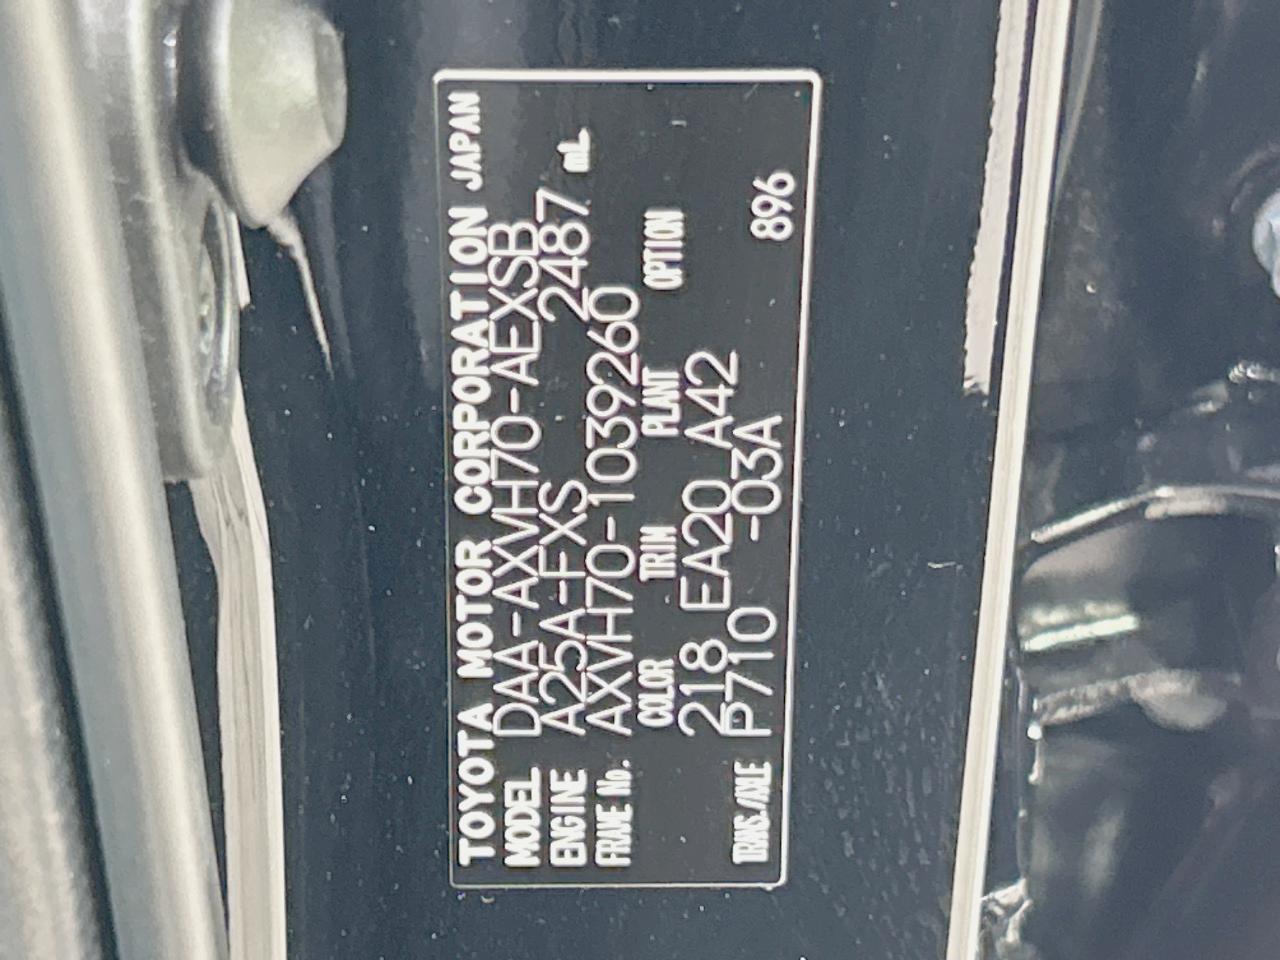 TOYOTA MOTOR CORPORATION JAPAN
MODEL DAA-AXVH70-AEXSB
ENGINE A25A-FXS 2487 mL
FRAME No. AXVH70-1039260
COLOR TRIM PLANT OPTION
218 EA20 A42
TRANS./AXLE P710 -03A 896